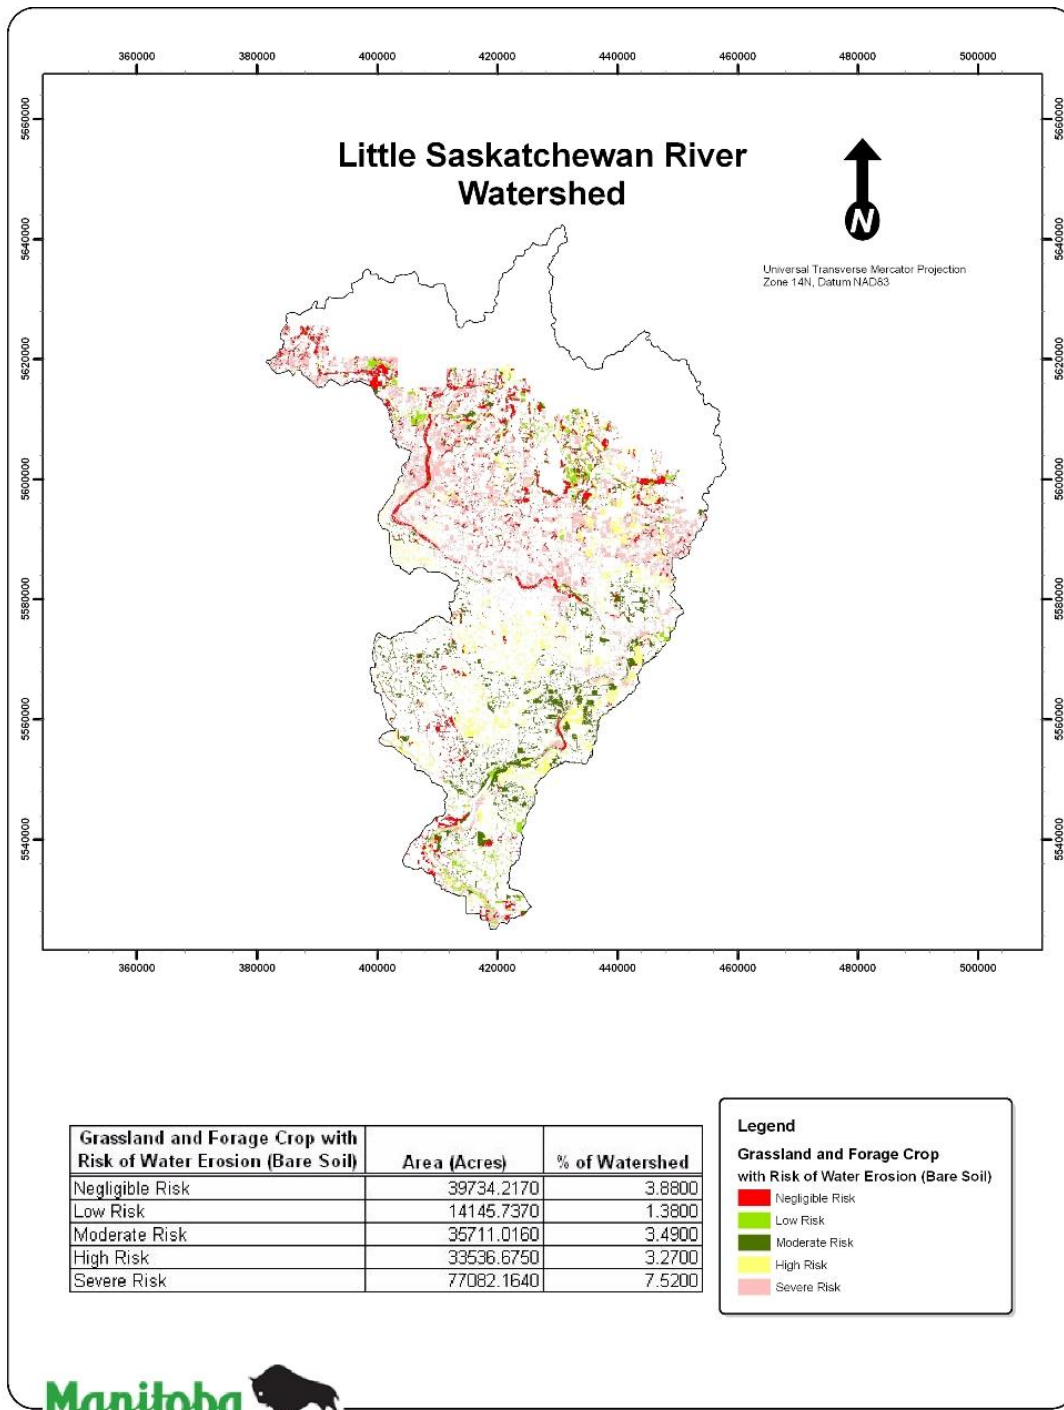 360000 400000 380000 420000 440000 460000 480000 500000
Little Saskatchewan River
Watershed
N
Universal Transverse Mercator Projection
Zone 14N, Datum NAD83
5660000 5660000
5640000 5640000
5620000 5620000
5600000 5600000
5580000 5580000
5560000 5560000
5540000 5540000
360000 380000 400000 420000 440000 460000 480000 500000
Grassland and Forage Crop with
Risk of Water Erosion (Bare Soil) Area (Acres) % of Watershed
Negligible Risk 39734.2170 3.8800
Low Risk 14145.7370 1.3800
Moderate Risk 35711.0160 3.4900
High Risk 33536.6750 3.2700
Severe Risk 77082.1640 7.5200
Legend
Grassland and Forage Crop
with Risk of Water Erosion (Bare Soil)
Negligible Risk
Low Risk
Moderate Risk
High Risk
Severe Risk
Manitoba